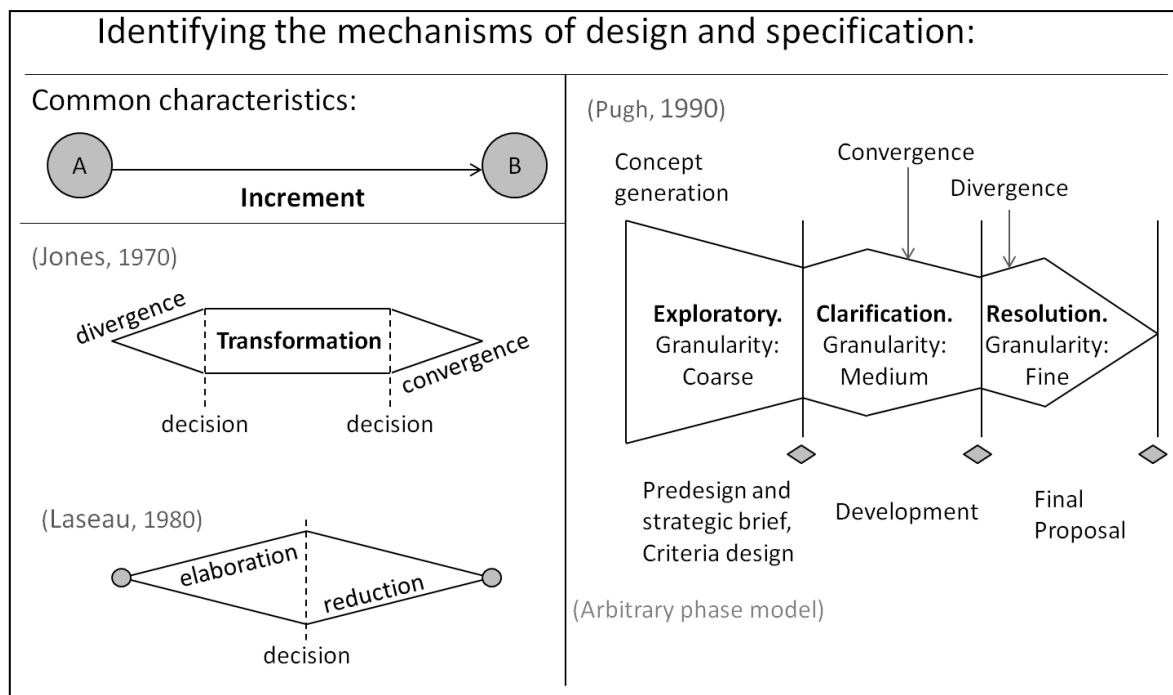 Identifying the mechanisms of design and specification:
Common characteristics:
A
B
Increment
(Jones, 1970)
divergence
Transformation
convergence
decision
decision
(Laseau, 1980)
elaboration
reduction
decision
(Pugh, 1990)
Concept
generation
Convergence
Divergence
Exploratory.
Granularity:
Coarse
Clarification.
Granularity:
Medium
Resolution.
Granularity:
Fine
Predesign and
strategic brief,
Criteria design
Development
Final
Proposal
(Arbitrary phase model)